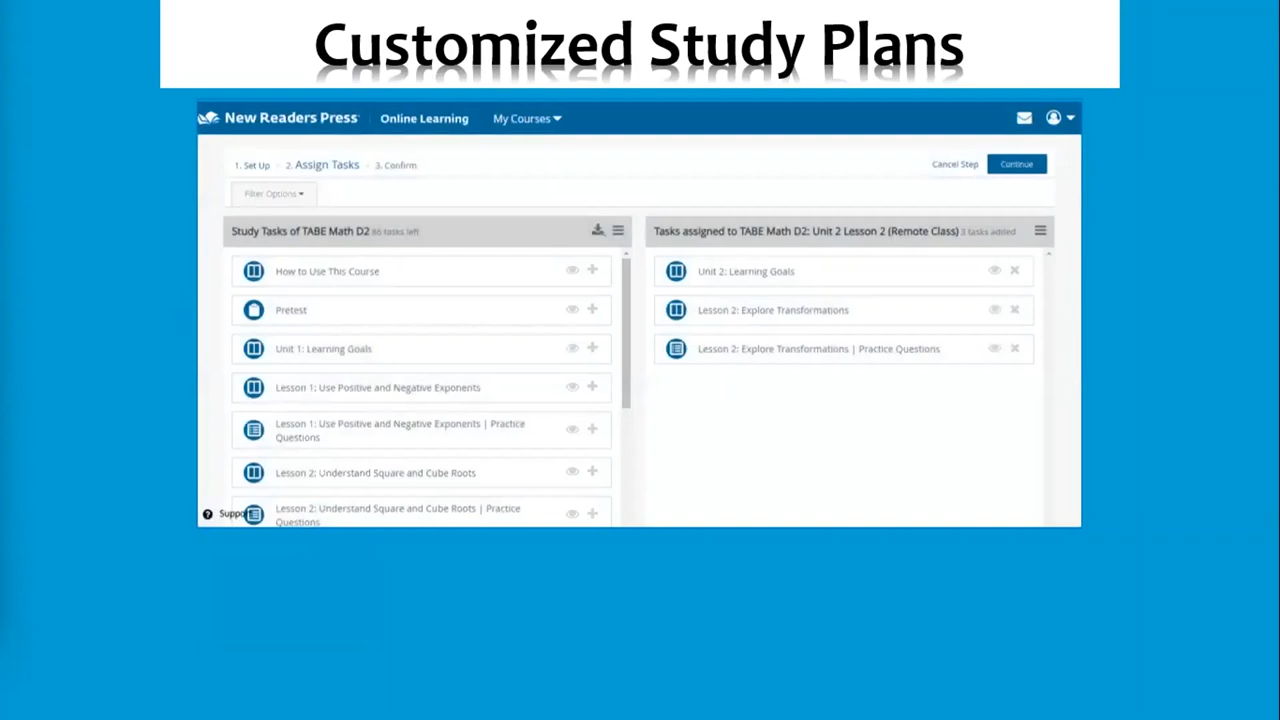 Customized Study Plans
New Readers Press Online Learning My Courses
1. Set Up 2. Assign Tasks 3. Confirm Cancel Step Continue
Filter Options
Study Tasks of TABE Math D2 86 tasks left
How to Use This Course
Pretest
Unit 1: Learning Goals
Lesson 1: Use Positive and Negative Exponents
Lesson 1: Use Positive and Negative Exponents | Practice
Questions
Lesson 2: Understand Square and Cube Roots
Lesson 2: Understand Square and Cube Roots | Practice
Questions
Support
Tasks assigned to TABE Math D2: Unit 2 Lesson 2 (Remote Class) 3 tasks added
Unit 2: Learning Goals
Lesson 2: Explore Transformations
Lesson 2: Explore Transformations | Practice Questions